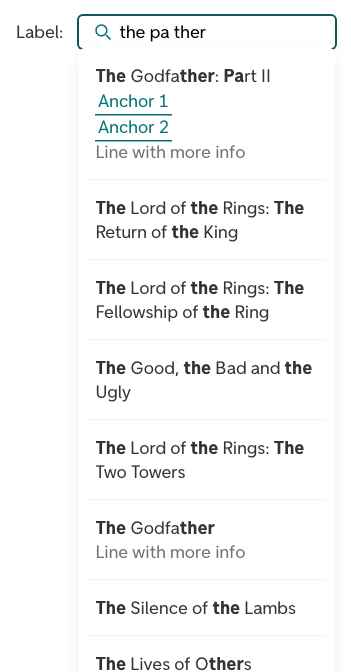 Label:
the pa ther
The Godfather: Part II
Anchor 1
Anchor 2
Line with more info
The Lord of the Rings: The
Return of the King
The Lord of the Rings: The
Fellowship of the Ring
The Good, the Bad and the
Ugly
The Lord of the Rings: The
Two Towers
The Godfather
Line with more info
The Silence of the Lambs
The Lives of Others